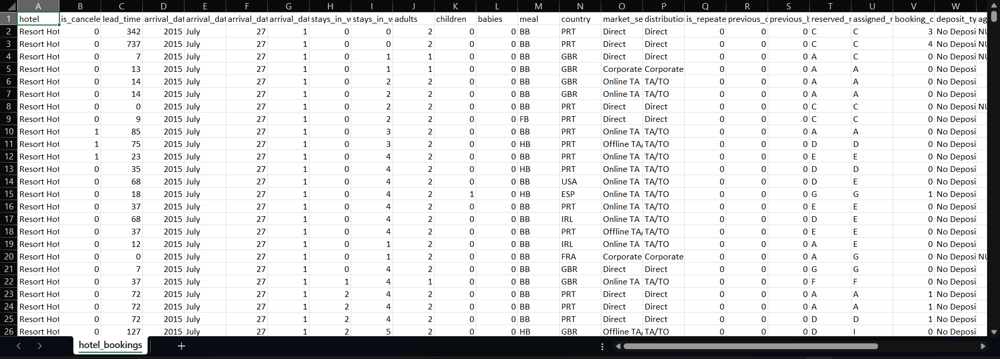 A B C D E F G H I J K L M N O P Q R S T U V W
1 hotel is_cancele lead_time arrival_dat arrival_dat arrival_dat arrival_dat stays_in_w stays_in_w adults children babies meal country market_se distribution is_repeate previous_c previous_b reserved_r assigned_r booking_c deposit_ty ag
2 Resort Hot 0 342 2015 July 27 1 0 0 2 0 0 BB PRT Direct Direct 0 0 0 C C 3 No Deposi NU
3 Resort Hot 0 737 2015 July 27 1 0 0 2 0 0 BB PRT Direct Direct 0 0 0 C C 4 No Deposi NU
4 Resort Hot 0 7 2015 July 27 1 0 1 1 0 0 BB GBR Direct Direct 0 0 0 A C 0 No Deposi NU
5 Resort Hot 0 13 2015 July 27 1 0 1 1 0 0 BB GBR Corporate Corporate 0 0 0 A A 0 No Deposi
6 Resort Hot 0 14 2015 July 27 1 0 2 2 0 0 BB GBR Online TA TA/TO 0 0 0 A A 0 No Deposi
7 Resort Hot 0 14 2015 July 27 1 0 2 2 0 0 BB GBR Online TA TA/TO 0 0 0 A A 0 No Deposi
8 Resort Hot 0 0 2015 July 27 1 0 2 2 0 0 BB PRT Direct Direct 0 0 0 C C 0 No Deposi NU
9 Resort Hot 0 9 2015 July 27 1 0 2 2 0 0 FB PRT Direct Direct 0 0 0 C C 0 No Deposi
10 Resort Hot 1 85 2015 July 27 1 0 3 2 0 0 BB PRT Online TA TA/TO 0 0 0 A A 0 No Deposi
11 Resort Hot 1 75 2015 July 27 1 0 3 2 0 0 HB PRT Offline TA/ TA/TO 0 0 0 D D 0 No Deposi
12 Resort Hot 1 23 2015 July 27 1 0 4 2 0 0 BB PRT Online TA TA/TO 0 0 0 E E 0 No Deposi
13 Resort Hot 0 35 2015 July 27 1 0 4 2 0 0 HB PRT Online TA TA/TO 0 0 0 D D 0 No Deposi
14 Resort Hot 0 68 2015 July 27 1 0 4 2 0 0 BB USA Online TA TA/TO 0 0 0 D E 0 No Deposi
15 Resort Hot 0 18 2015 July 27 1 0 4 2 1 0 HB ESP Online TA TA/TO 0 0 0 G G 1 No Deposi
16 Resort Hot 0 37 2015 July 27 1 0 4 2 0 0 BB PRT Online TA TA/TO 0 0 0 E E 0 No Deposi
17 Resort Hot 0 68 2015 July 27 1 0 4 2 0 0 BB IRL Online TA TA/TO 0 0 0 D E 0 No Deposi
18 Resort Hot 0 37 2015 July 27 1 0 4 2 0 0 BB PRT Offline TA/ TA/TO 0 0 0 E E 0 No Deposi
19 Resort Hot 0 12 2015 July 27 1 0 1 2 0 0 BB IRL Online TA TA/TO 0 0 0 A E 0 No Deposi
20 Resort Hot 0 0 2015 July 27 1 0 1 2 0 0 BB FRA Corporate Corporate 0 0 0 A G 0 No Deposi NU
21 Resort Hot 0 7 2015 July 27 1 0 4 2 0 0 BB GBR Direct Direct 0 0 0 G G 0 No Deposi
22 Resort Hot 0 37 2015 July 27 1 1 4 1 0 0 BB GBR Online TA TA/TO 0 0 0 F F 0 No Deposi
23 Resort Hot 0 72 2015 July 27 1 2 4 2 0 0 BB PRT Direct Direct 0 0 0 A A 1 No Deposi
24 Resort Hot 0 72 2015 July 27 1 2 4 2 0 0 BB PRT Direct Direct 0 0 0 A A 1 No Deposi
25 Resort Hot 0 72 2015 July 27 1 2 4 2 0 0 BB PRT Direct Direct 0 0 0 D D 1 No Deposi
26 Resort Hot 0 127 2015 July 27 1 2 5 2 0 0 HB GBR Offline TA/ TA/TO 0 0 0 D I 0 No Deposi
hotel_bookings